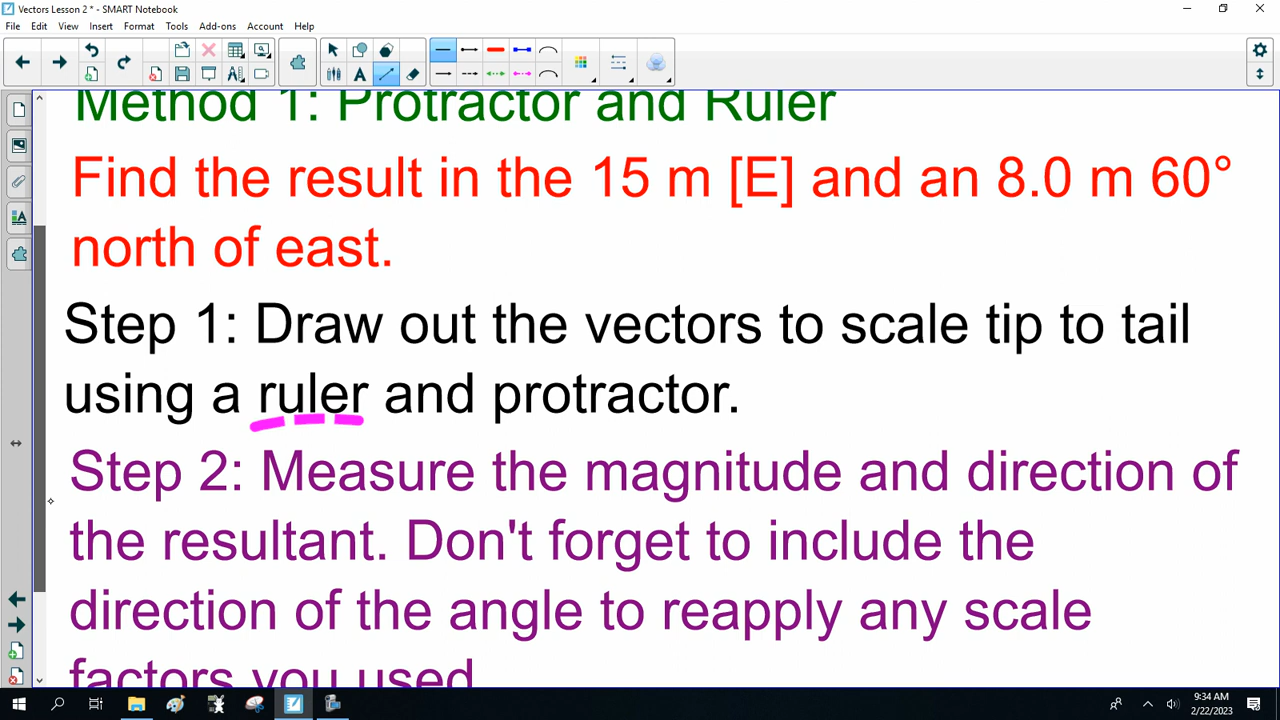 Vectors Lesson 2 * - SMART Notebook
File Edit View Insert Format Tools Add-ons Account Help
Method 1: Protractor and Ruler
Find the result in the 15 m [E] and an 8.0 m 60°
north of east.
Step 1: Draw out the vectors to scale tip to tail
using a ruler and protractor.
Step 2: Measure the magnitude and direction of
the resultant. Don't forget to include the
direction of the angle to reapply any scale
factors you used
9:34 AM
2/22/2023